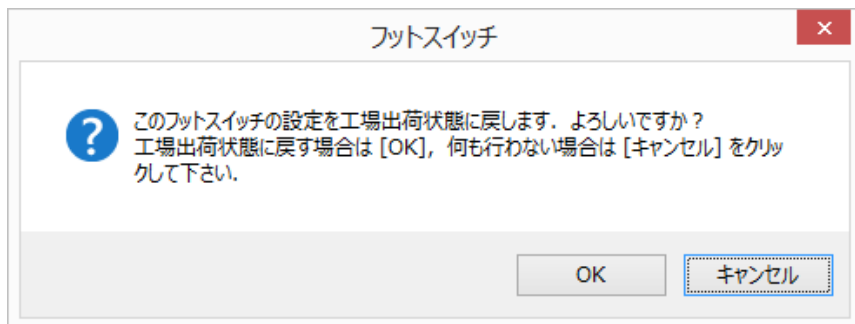 フットスイッチ
このフットスイッチの設定を工場出荷状態に戻します．よろしいですか？
工場出荷状態に戻す場合は [OK]，何も行わない場合は [キャンセル] をクリッ
クして下さい．
OK
キャンセル